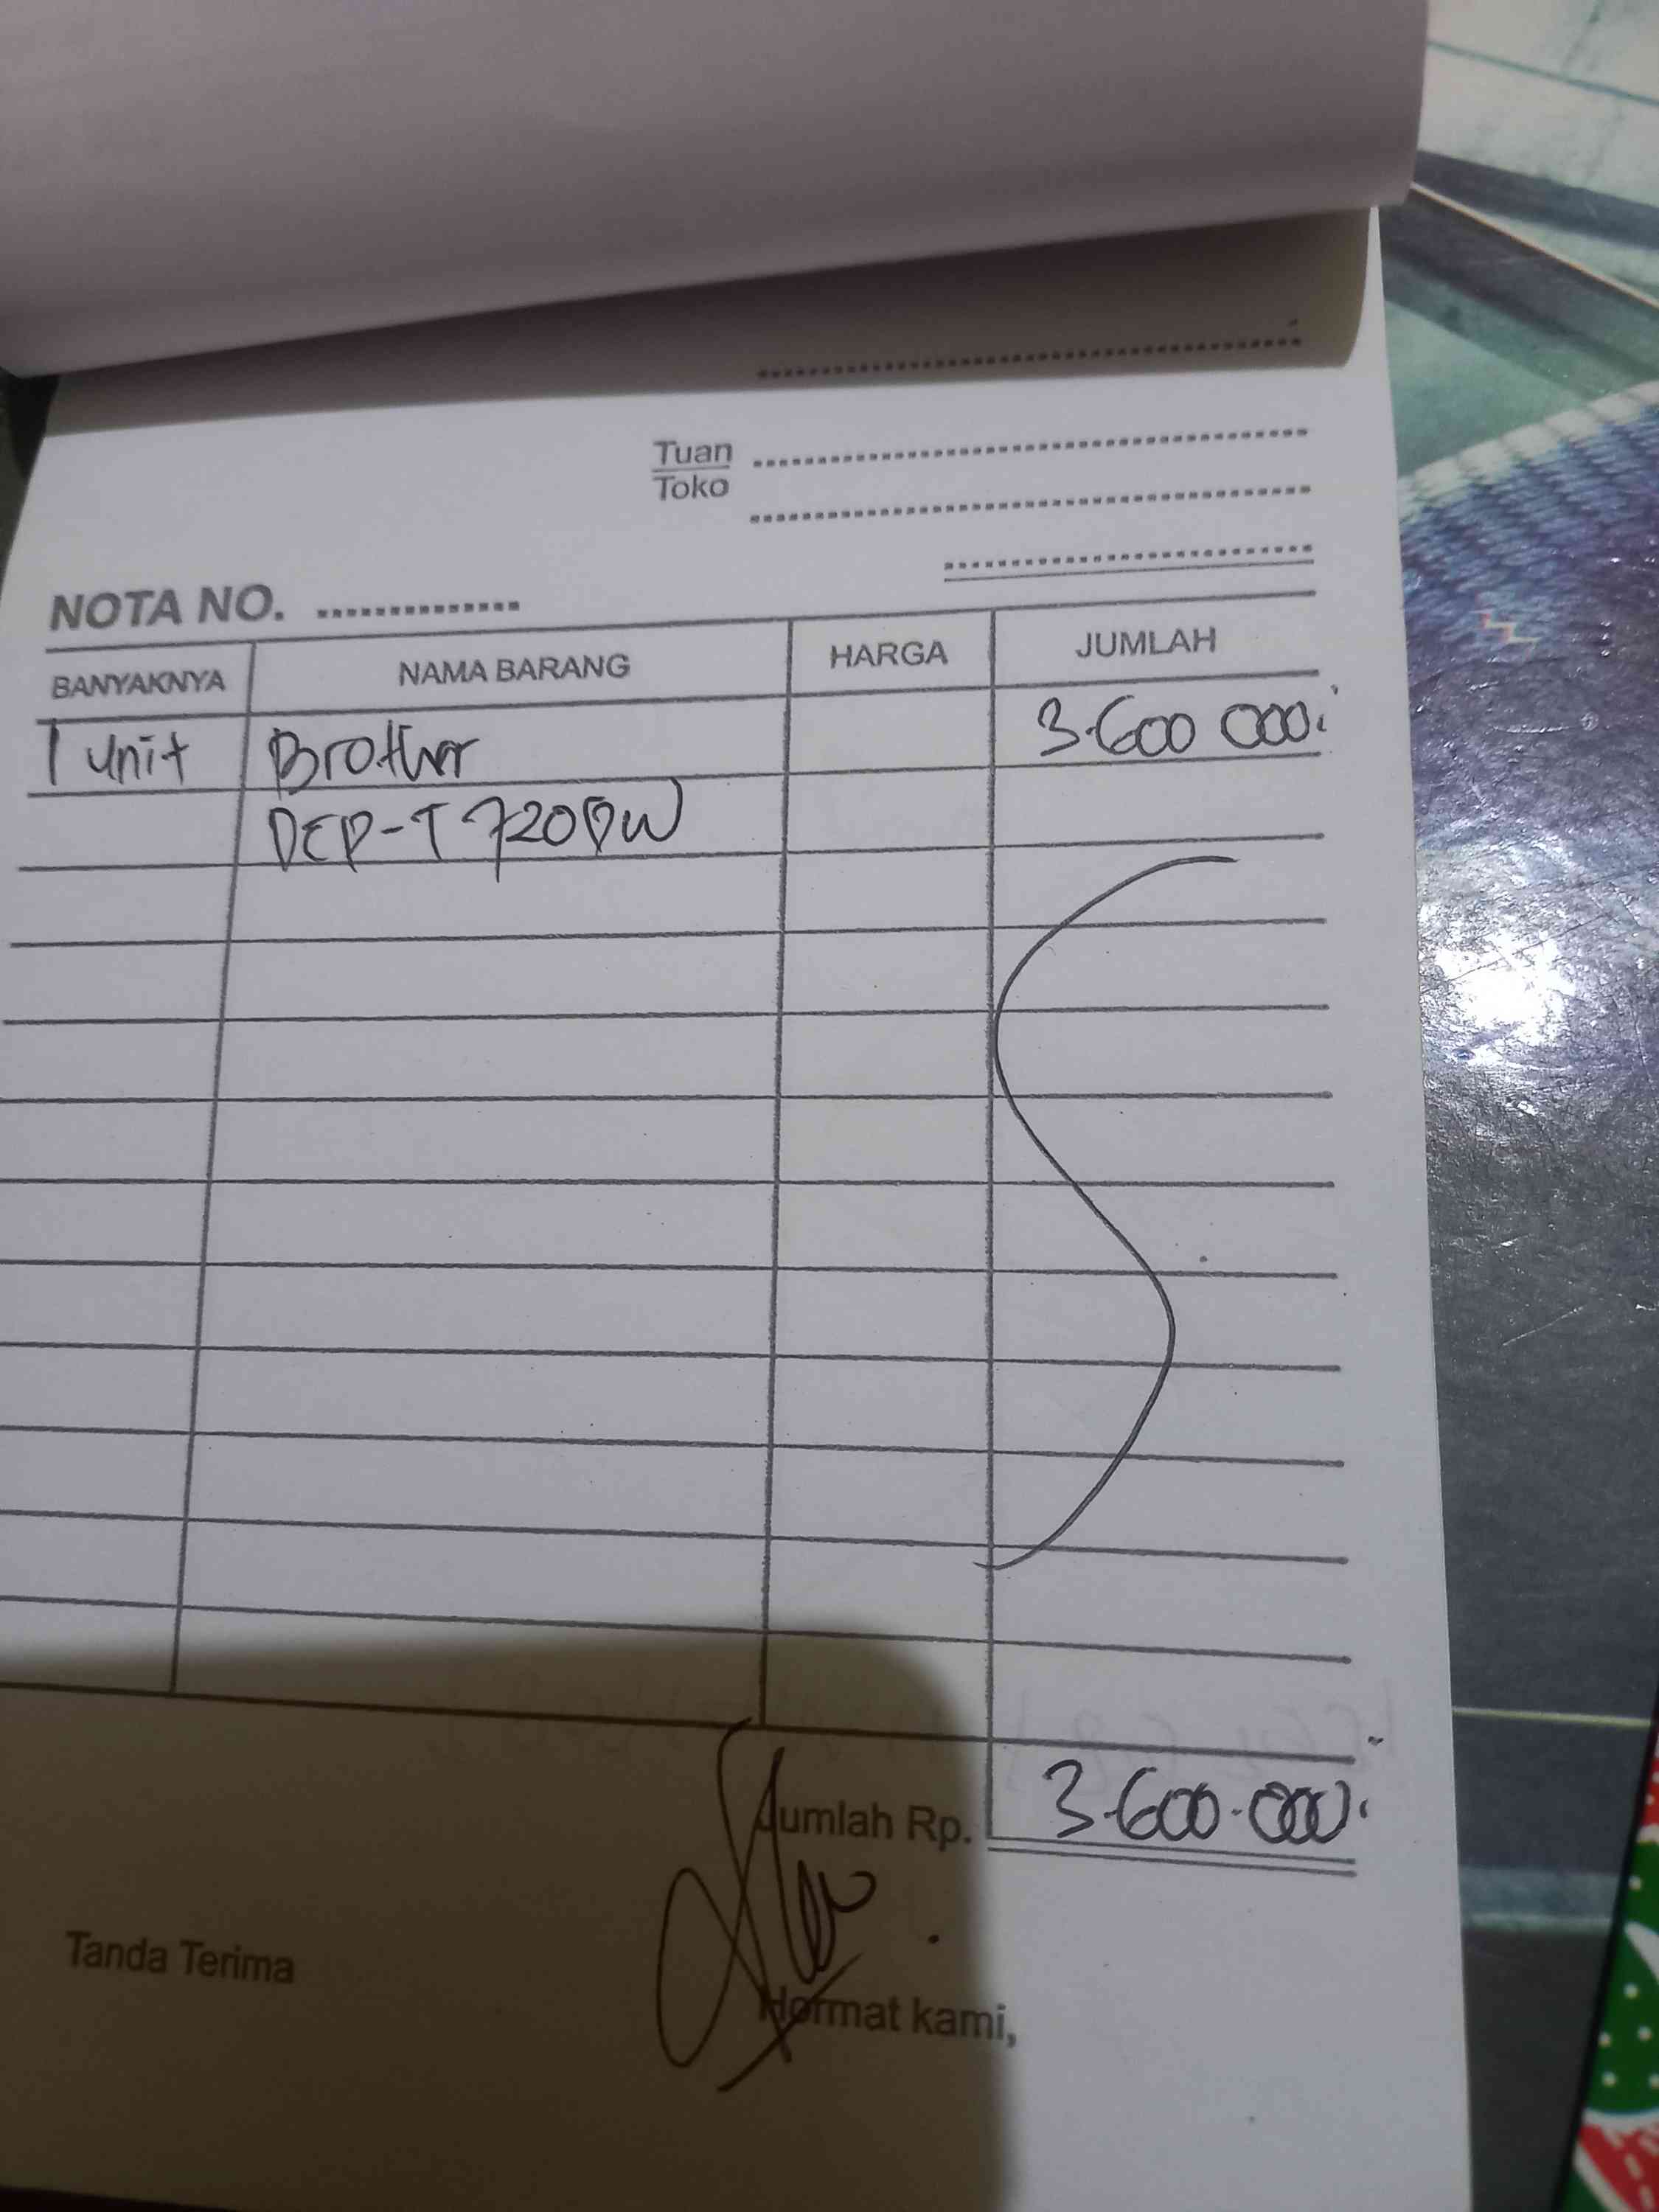 Tuan
Toko
NOTA NO.
BANYAKNYA NAMA BARANG HARGA JUMLAH
1 unit Brother 3.600 000.
DCP-T720DW
Jumlah Rp. 3.600.000.
Tanda Terima
Hormat kami,